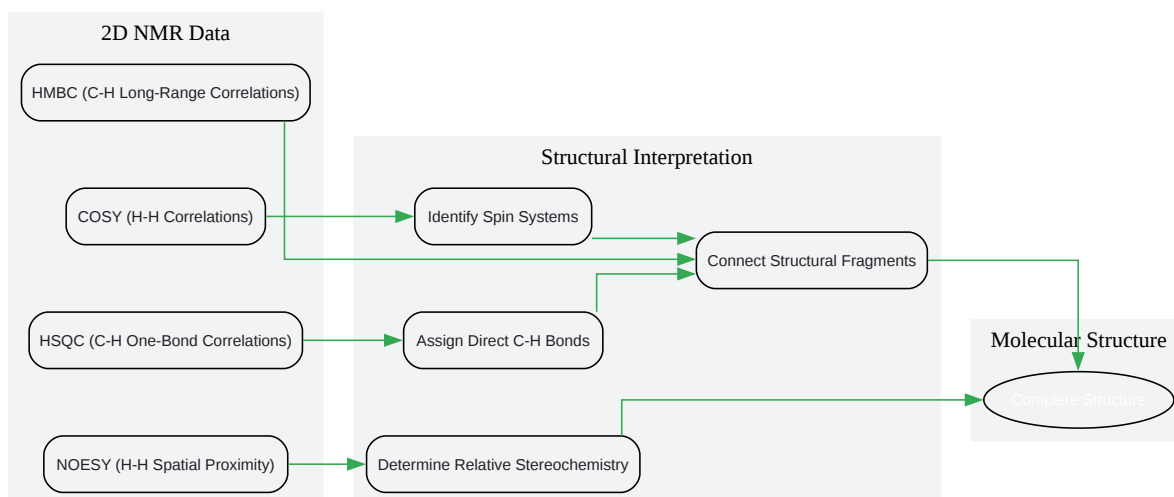 2D NMR Data
HMBC (C-H Long-Range Correlations)
COSY (H-H Correlations)
HSQC (C-H One-Bond Correlations)
NOESY (H-H Spatial Proximity)
Structural Interpretation
Identify Spin Systems
Connect Structural Fragments
Assign Direct C-H Bonds
Determine Relative Stereochemistry
Molecular Structure
Complete Structure